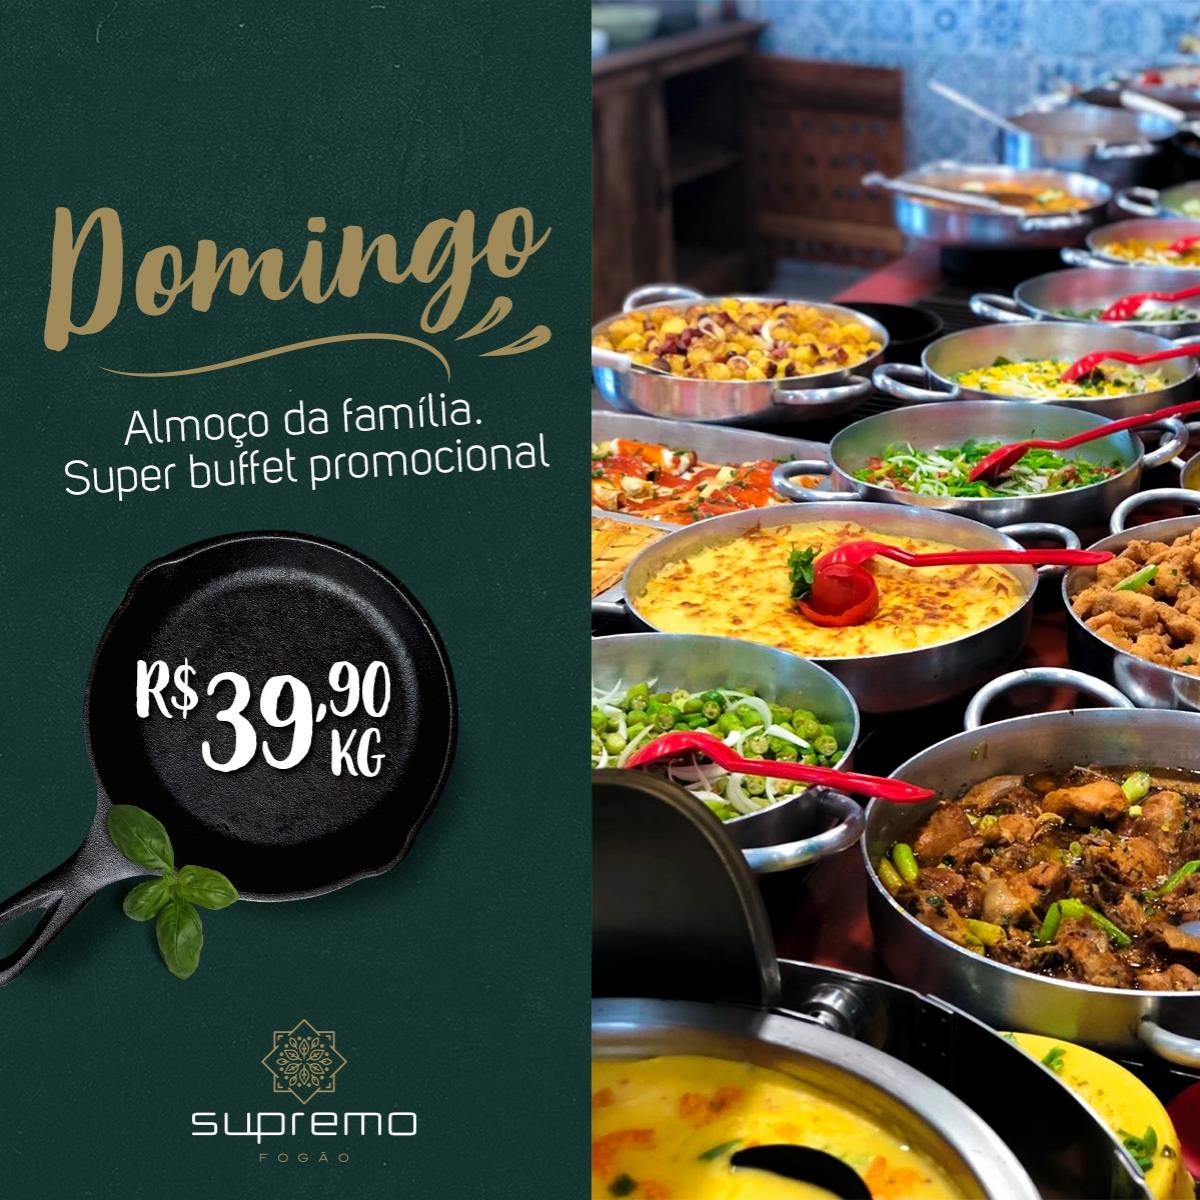 Domingo
Almoço da família.
Super buffet promocional
R$39,90
KG
supremo
FOGÃO